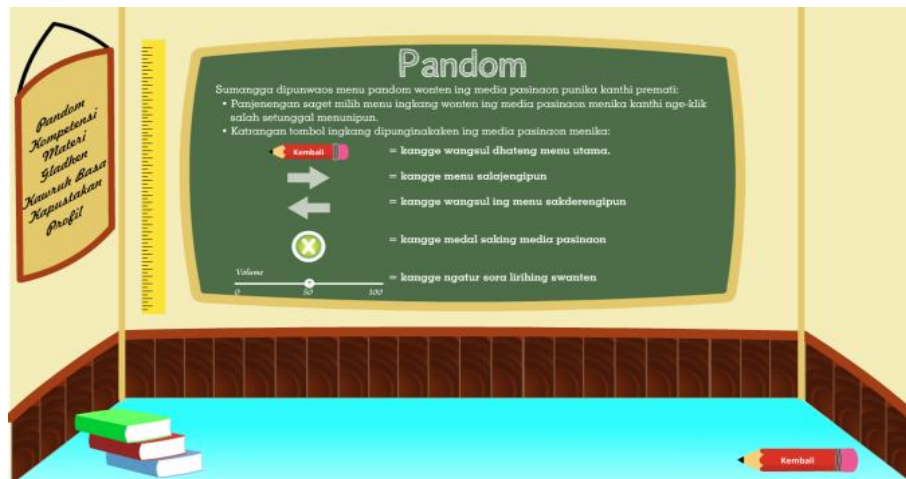 Pandom
Kompetensi
Materi
Gladhen
Kawruh Basa
Kapustakan
Profil
Pandom
Sumangga dipunwaos menu pandom wonten ing media pasinaon punika kanthi premati:
• Panjenengan saget milih menu ingkang wonten ing media pasinaon menika kanthi nge-klik
salah setunggal menunipun.
• Katrangan tombol ingkang dipunginakaken ing media pasinaon menika:
Kembali = kangge wangsul dhateng menu utama.
= kangge menu salajengipun
= kangge wangsul ing menu sakderengipun
X = kangge medal saking media pasinaon
Volume
= kangge ngatur sora lirihing swanten
0 50 100
Kembali